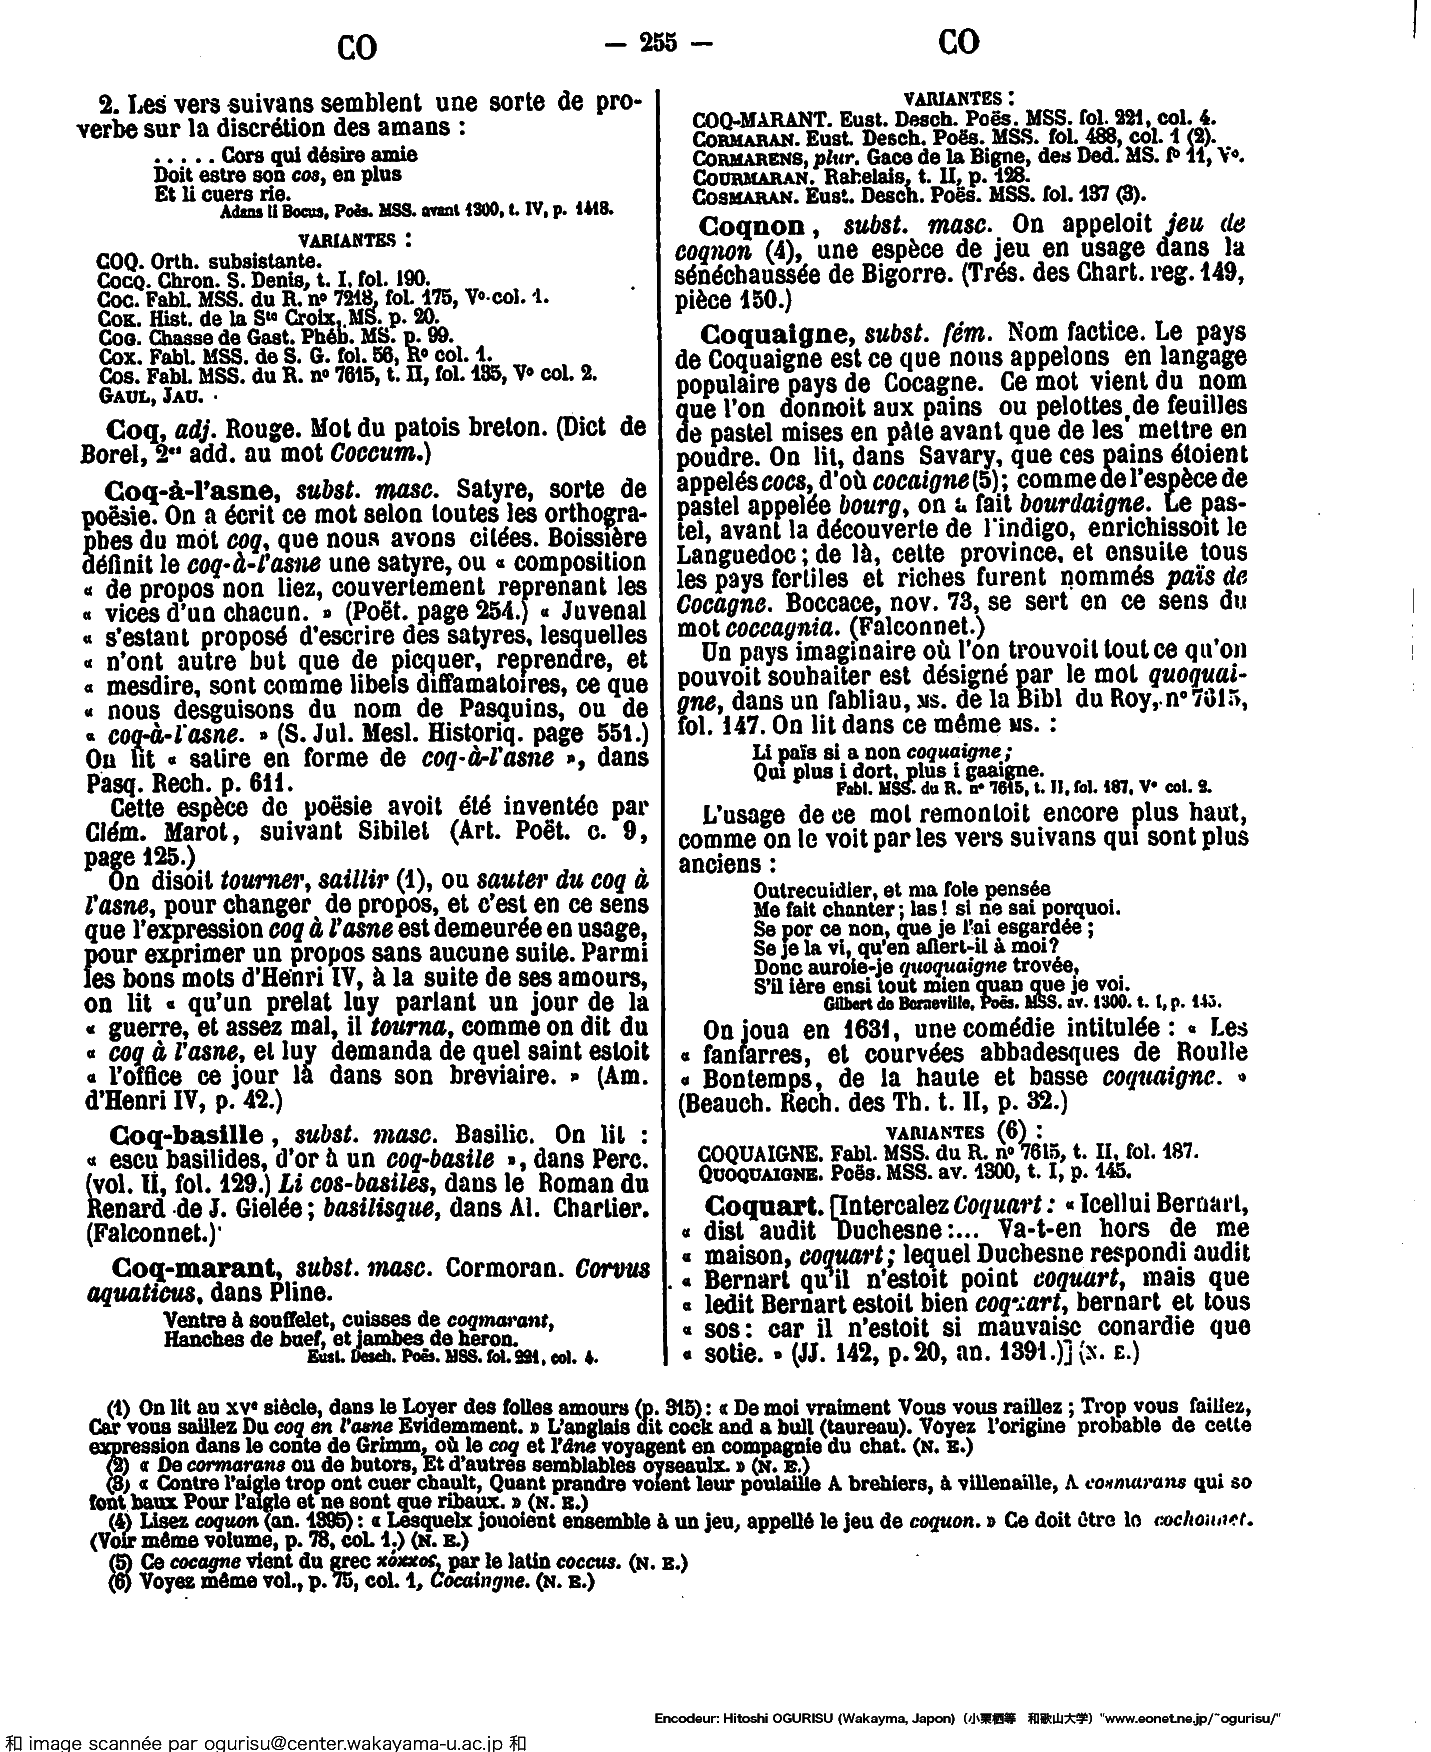 CO
— 255 —
CO
2. Les vers suivans semblent une sorte de pro-
verbe sur la discrétion des amans :
. . . . . Cors qui désire amie
Doit estre son cos, en plus
Et li cuers rie.
Adans li Bocus, Poës. MSS. avant 1300, t. IV, p. 1418.
VARIANTES :
COQ. Orth. subsistante.
COCQ. Chron. S. Denis, t. I, fol. 190.
COC. Fabl. MSS. du R. nº 7218, fol. 175, Vº col. 1.
COK. Hist. de la Ste Croix, MS. p. 20.
COG. Chasse de Gast. Phéb. MS. p. 99.
COX. Fabl. MSS. de S. G. fol. 56, Rº col. 1.
COS. Fabl. MSS. du R. nº 7615, t. II, fol. 135, Vº col. 2.
GAUL, JAU.
Coq, adj. Rouge. Mot du patois breton. (Dict de
Borel, 2es add. au mot Coccum.)
Coq-à-l'asne, subst. masc. Satyre, sorte de
poësie. On a écrit ce mot selon toutes les orthogra-
phes du mot coq, que nous avons citées. Boissière
définit le coq-à-l'asne une satyre, ou « composition
« de propos non liez, couvertement reprenant les
« vices d'un chacun. » (Poët. page 254.) « Juvenal
« s'estant proposé d'escrire des satyres, lesquelles
« n'ont autre but que de picquer, reprendre, et
« mesdire, sont comme libels diffamatoires, ce que
« nous desguisons du nom de Pasquins, ou de
« coq-à-l'asne. » (S. Jul. Mesl. Historiq. page 551.)
On lit « satire en forme de coq-à-l'asne », dans
Pasq. Rech. p. 611.
Cette espèce de poësie avoit été inventée par
Clém. Marot, suivant Sibilet (Art. Poët. c. 9,
page 125.)
On disoit tourner, saillir (1), ou sauter du coq à
l'asne, pour changer de propos, et c'est en ce sens
que l'expression coq à l'asne est demeurée en usage,
pour exprimer un propos sans aucune suite. Parmi
les bons mots d'Henri IV, à la suite de ses amours,
on lit « qu'un prelat luy parlant un jour de la
« guerre, et assez mal, il tourna, comme on dit du
« coq à l'asne, et luy demanda de quel saint estoit
« l'office ce jour là dans son breviaire. » (Am.
d'Henri IV, p. 42.)
Coq-basille, subst. masc. Basilic. On lit :
« escu basilides, d'or à un coq-basile », dans Perc.
(vol. II, fol. 129.) Li cos-basiles, dans le Roman du
Renard de J. Gielée ; basilisque, dans Al. Chartier.
(Falconnet.)
Coq-marant, subst. masc. Cormoran. Corvus
aquaticus, dans Pline.
Ventre à souffelet, cuisses de coqmarant,
Hanches de buef, et jambes de heron.
Eust. Desch. Poës. MSS. fol. 221, col. 4.
VARIANTES :
COQ-MARANT. Eust. Desch. Poës. MSS. fol. 221, col. 4.
CORMARAN. Eust. Desch. Poës. MSS. fol. 488, col. 1 (2).
CORMARENS, plur. Gace de la Bigne, des Ded. MS. fº 11, Vº.
COURMARAN. Rabelais, t. II, p. 128.
COSMARAN. Eust. Desch. Poës. MSS. fol. 137 (3).
Coqnon, subst. masc. On appeloit jeu de
coqnon (4), une espèce de jeu en usage dans la
sénéchaussée de Bigorre. (Trés. des Chart. reg. 149,
pièce 150.)
Coquaigne, subst. fém. Nom factice. Le pays
de Coquaigne est ce que nous appelons en langage
populaire pays de Cocagne. Ce mot vient du nom
que l'on donnoit aux pains ou pelottes de feuilles
de pastel mises en pâte avant que de les mettre en
poudre. On lit, dans Savary, que ces pains étoient
appelés cocs, d'où cocaigne (5); comme de l'espèce de
pastel appelée bourg, on a fait bourdaigne. Le pas-
tel, avant la découverte de l'indigo, enrichissoit le
Languedoc ; de là, cette province, et ensuite tous
les pays fertiles et riches furent nommés païs de
Cocagne. Boccace, nov. 73, se sert en ce sens du
mot coccagnia. (Falconnet.)
Un pays imaginaire où l'on trouvoit tout ce qu'on
pouvoit souhaiter est désigné par le mot quoquai-
gne, dans un fabliau, MS. de la Bibl du Roy, nº 7615,
fol. 147. On lit dans ce même MS. :
Li païs si a non coquaigne ;
Qui plus i dort, plus i gaaigne.
Fabl. MSS. du R. nº 7615, t. II, fol. 187, Vº col. 2.
L'usage de ce mot remontoit encore plus haut,
comme on le voit par les vers suivans qui sont plus
anciens :
Outrecuidier, et ma fole pensée
Me fait chanter ; las ! si ne sai porquoi.
Se por ce non, que je l'ai esgardée ;
Se je la vi, qu'en afiert-il à moi?
Donc auroie-je quoquaigne trovée,
S'il ière ensi tout mien quan que je voi.
Gilbert de Berneville, Poës. MSS. av. 1300. t. I, p. 145.
On joua en 1631, une comédie intitulée : « Les
« fanfarres, et courvées abbadesques de Roulle
« Bontemps, de la haute et basse coquaigne. »
(Beauch. Rech. des Th. t. II, p. 32.)
VARIANTES (6) :
COQUAIGNE. Fabl. MSS. du R. nº 7615, t. II, fol. 187.
QUOQUAIGNE. Poës. MSS. av. 1300, t. I, p. 145.
Coquart. [Intercalez Coquart : « Icellui Bernart,
« dist audit Duchesne :... Va-t-en hors de me
« maison, coquart ; lequel Duchesne respondi audit
« Bernart qu'il n'estoit point coquart, mais que
« ledit Bernart estoit bien coquart, bernart et tous
« sos : car il n'estoit si mauvaise conardie que
« sotie. » (JJ. 142, p. 20, an. 1391.)] (N. E.)
(1) On lit au XVe siècle, dans le Loyer des folles amours (p. 315) : « De moi vraiment Vous vous raillez ; Trop vous faillez,
Car vous saillez Du coq en l'asne Evidemment. » L'anglais dit cock and a bull (taureau). Voyez l'origine probable de cette
expression dans le conte de Grimm, où le coq et l'âne voyagent en compagnie du chat. (N. E.)
(2) « De cormarans ou de butors, Et d'autres semblables oyseaulx. » (N. E.)
(3) « Contre l'aigle trop ont cuer chault, Quant prandre voient leur poulaille A brehiers, à villenaille, A cosmarans qui so
font baux Pour l'aigle et ne sont que ribaux. » (N. E.)
(4) Lisez coquon (an. 1395) : « Lesquelx jouoient ensemble à un jeu, appellé le jeu de coquon. » Ce doit être le cochonnet.
(Voir même volume, p. 78, col. 1.) (N. E.)
(5) Ce cocagne vient du grec κόκκος, par le latin coccus. (N. E.)
(6) Voyez même vol., p. 75, col. 1, Cocaingne. (N. E.)
Encodeur: Hitoshi OGURISU (Wakayma, Japon) (小栗栖等 和歌山大学) "www.eonet.ne.jp/~ogurisu/"
和 image scannée par ogurisu@center.wakayama-u.ac.jp 和